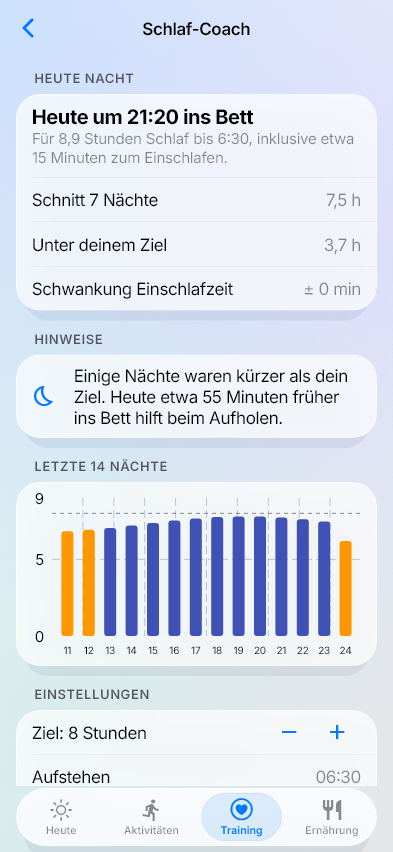 Schlaf-Coach
HEUTE NACHT
Heute um 21:20 ins Bett
Für 8,9 Stunden Schlaf bis 6:30, inklusive etwa
15 Minuten zum Einschlafen.
Schnitt 7 Nächte 7,5 h
Unter deinem Ziel 3,7 h
Schwankung Einschlafzeit ± 0 min
HINWEISE
Einige Nächte waren kürzer als dein
Ziel. Heute etwa 55 Minuten früher
ins Bett hilft beim Aufholen.
LETZTE 14 NÄCHTE
9
5
0
11 12 13 14 15 16 17 18 19 20 21 22 23 24
EINSTELLUNGEN
Ziel: 8 Stunden − +
Aufstehen 06:30
Heute Aktivitäten Training Ernährung